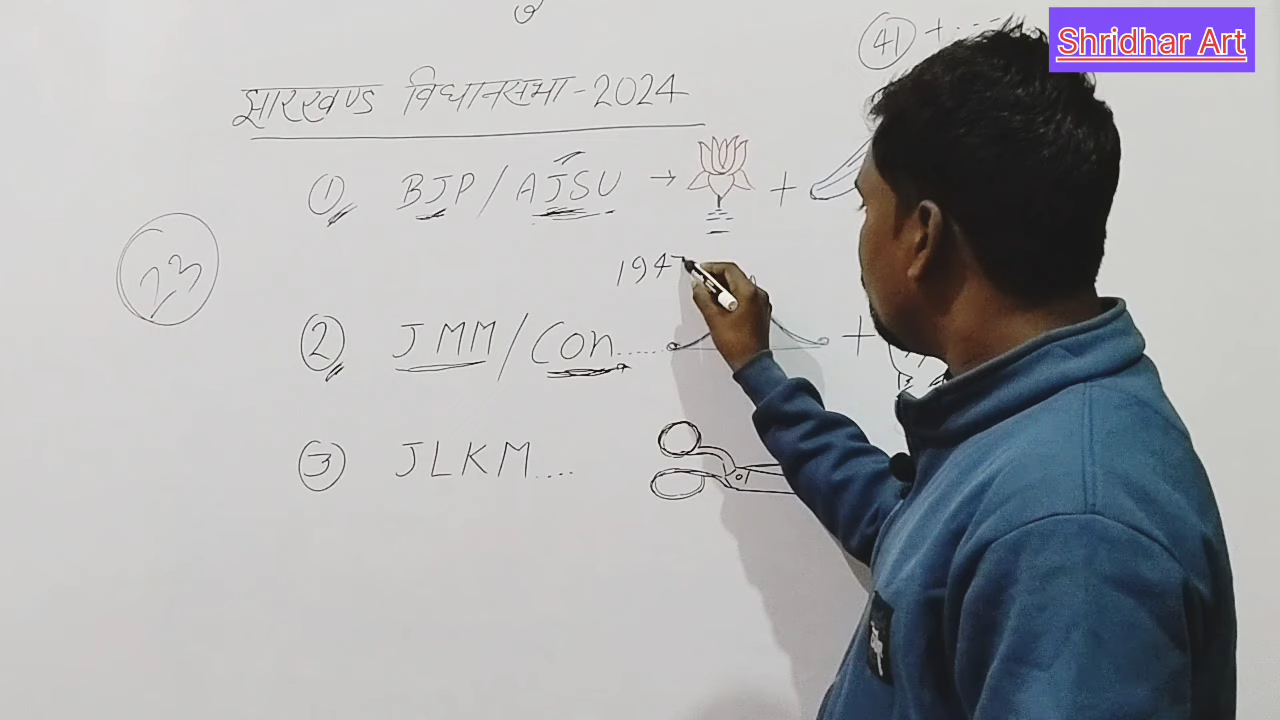 41 + ....
Shridhar Art
झारखण्ड विधानसभा - 2024
1 BJP / AJSU → +
23
194
2 JMM / Con...... +
3 JLKM....